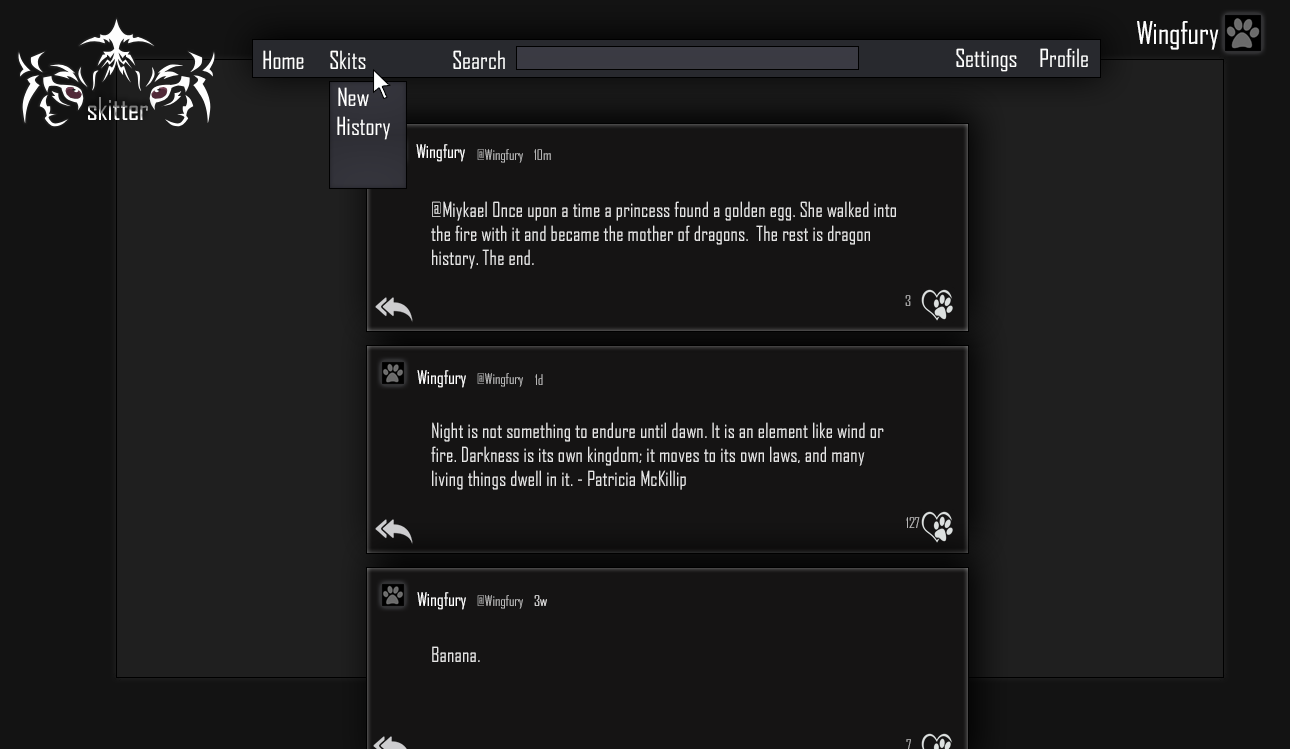 Wingfury
Home Skits Search Settings Profile
skitter
New
History
Wingfury @Wingfury 10m
@Miykael Once upon a time a princess found a golden egg. She walked into
the fire with it and became the mother of dragons. The rest is dragon
history. The end.
3
Wingfury @Wingfury 1d
Night is not something to endure until dawn. It is an element like wind or
fire. Darkness is its own kingdom; it moves to its own laws, and many
living things dwell in it. - Patricia McKillip
127
Wingfury @Wingfury 3w
Banana.
7